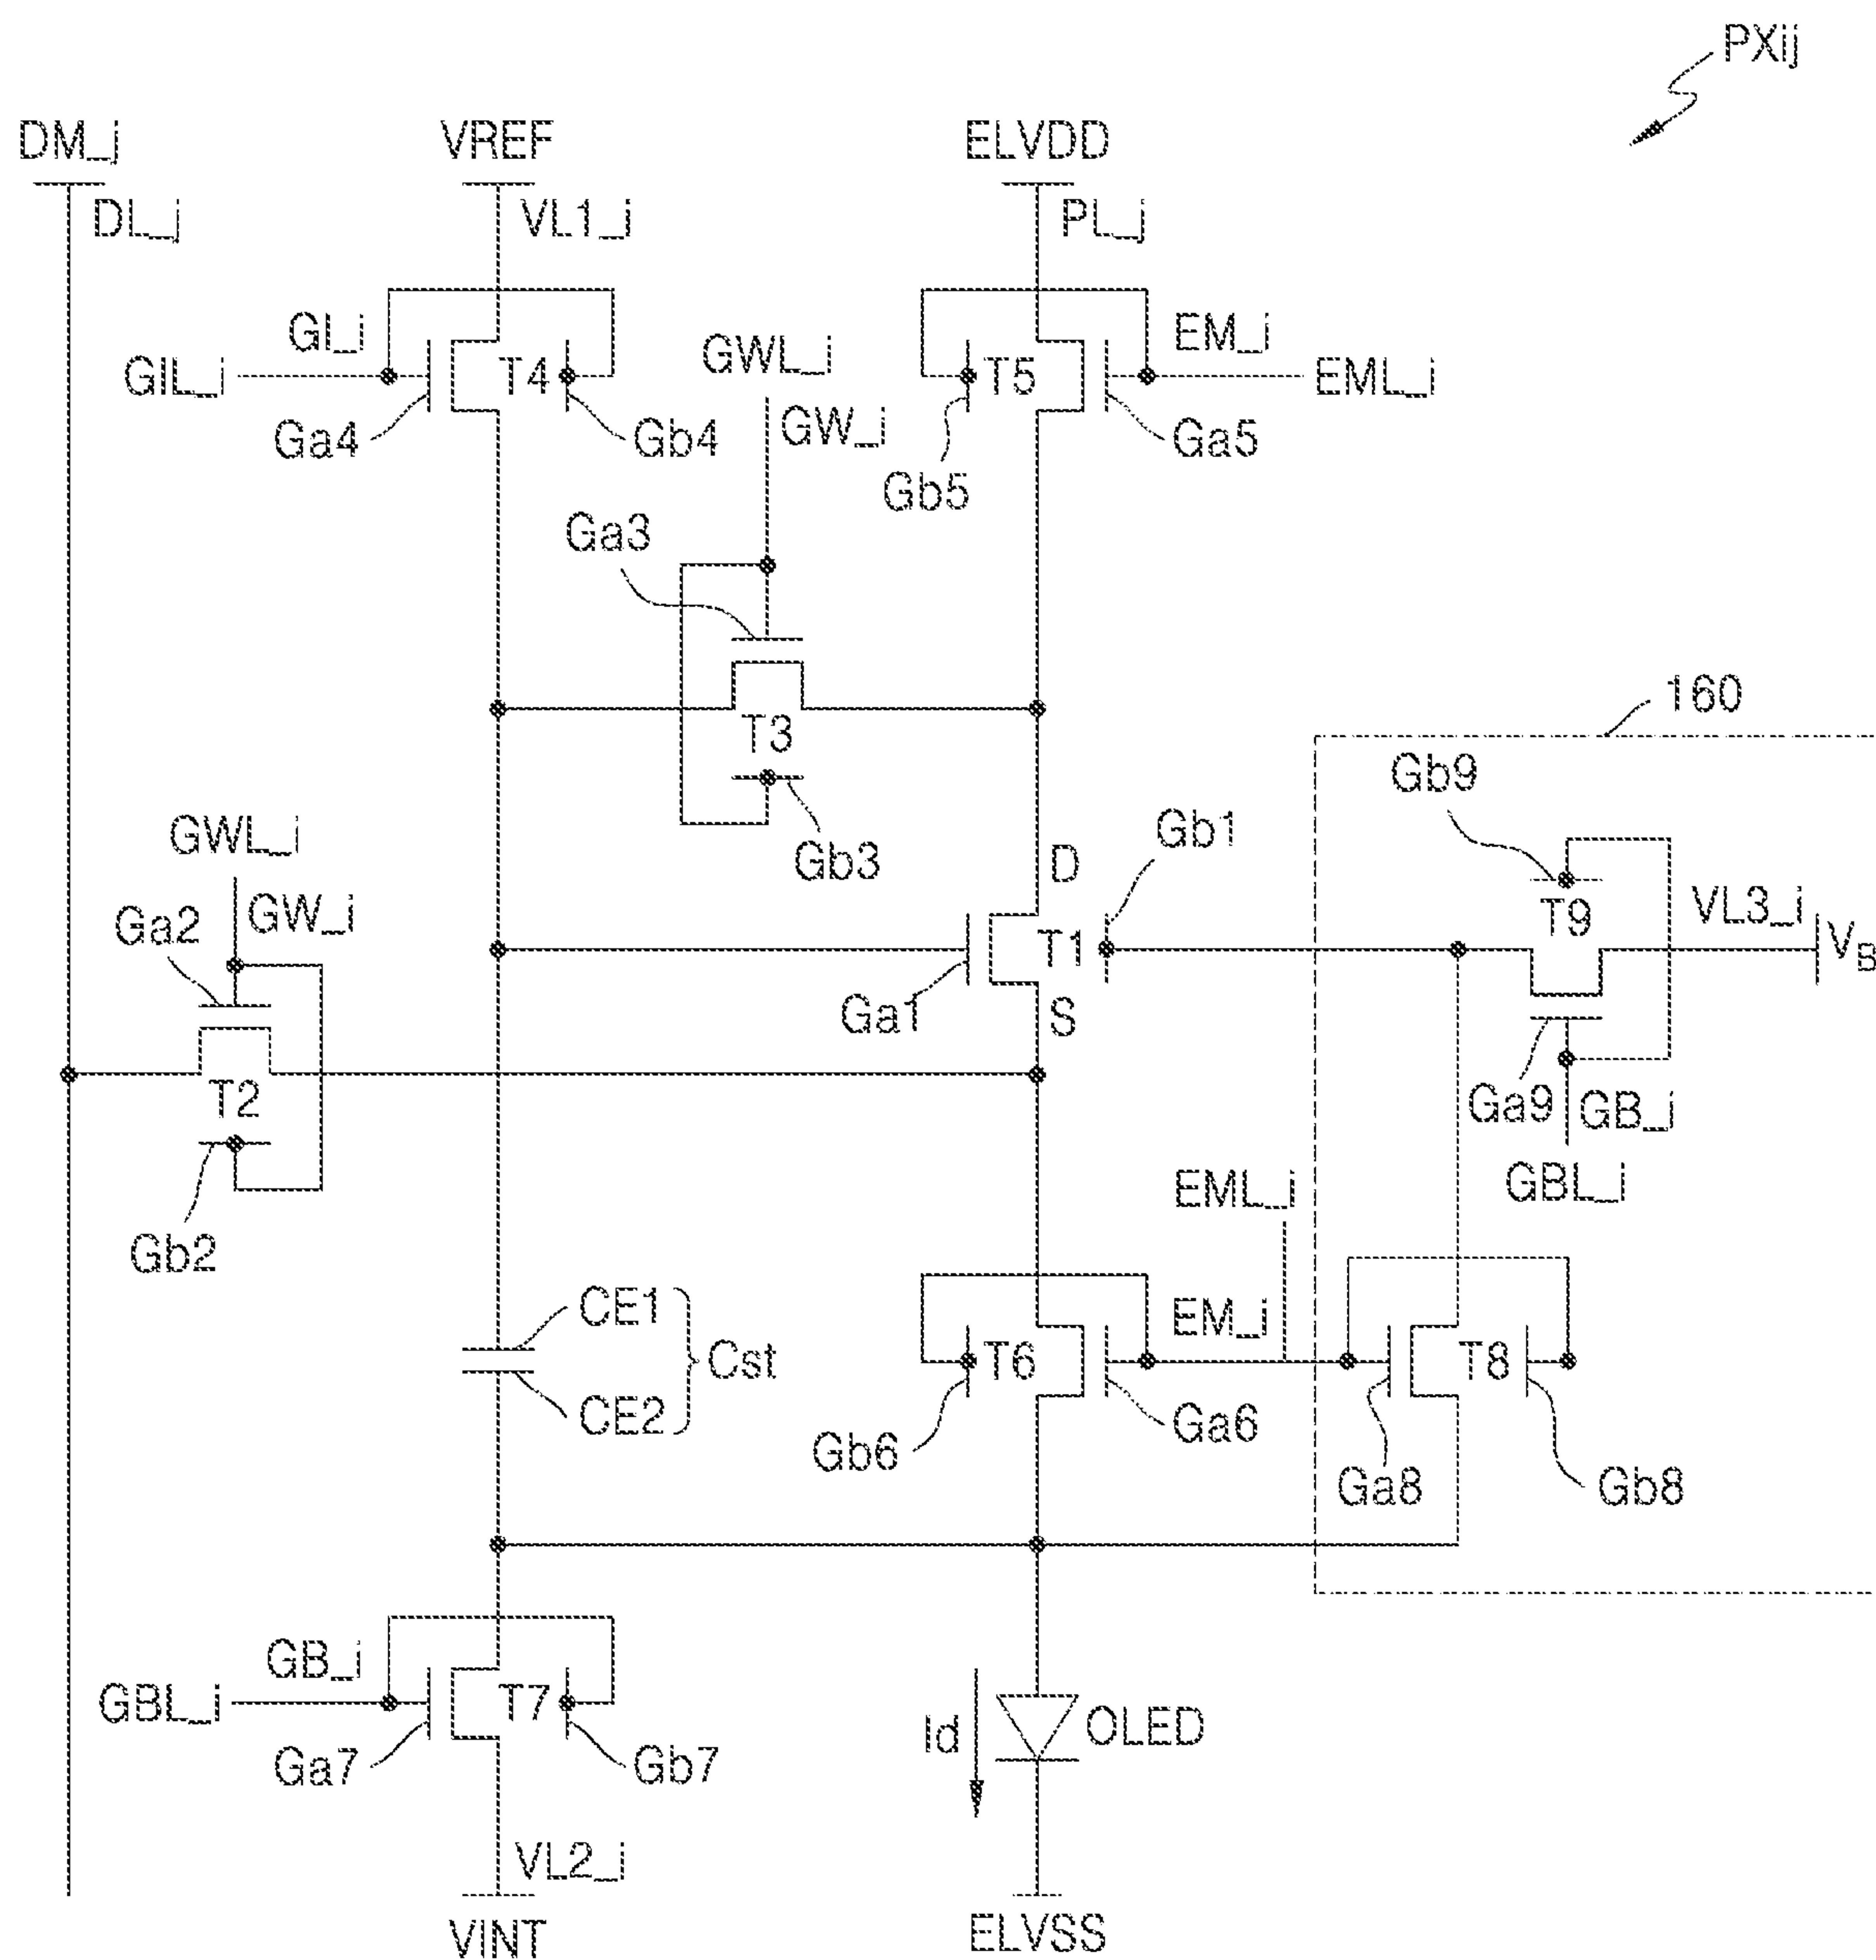 PXij
DM_j
VREF
ELVDD
DL_j
VL1_i
PL_j
GI_i
GIL_i
T4
Ga4
Gb4
GWL_i
GW_i
T5
EM_i
EML_i
Gb5
Ga5
Ga3
T3
Gb3
160
Gb9
T9
VL3_i
VB
Gb1
D
T1
Ga1
S
GWL_i
GW_i
Ga2
T2
Gb2
Ga9
GB_i
GBL_i
EML_i
EM_i
CE1
Cst
CE2
T6
Gb6
Ga6
T8
Ga8
Gb8
GB_i
GBL_i
T7
Ga7
Gb7
Id
OLED
VL2_i
VINT
ELVSS